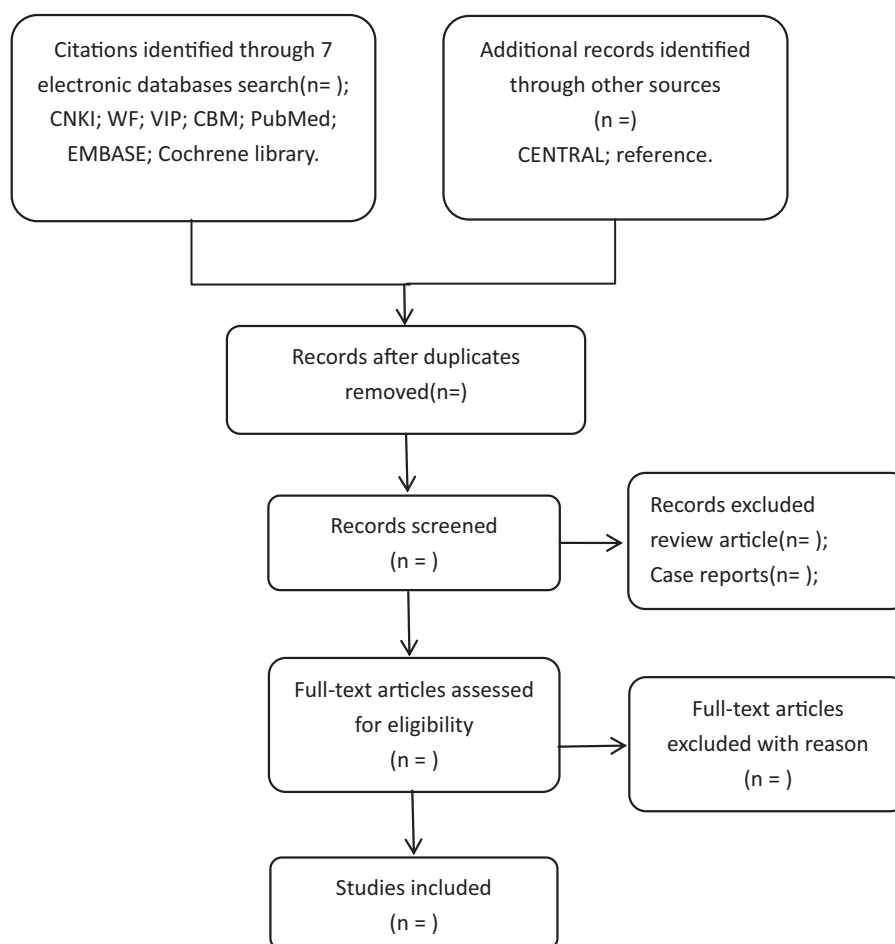 Citations identified through 7
electronic databases search(n= );
CNKI; WF; VIP; CBM; PubMed;
EMBASE; Cochrene library.
Additional records identified
through other sources
(n =)
CENTRAL; reference.
Records after duplicates
removed(n=)
Records screened
(n = )
Records excluded
review article(n= );
Case reports(n= );
Full-text articles assessed
for eligibility
(n = )
Full-text articles
excluded with reason
(n = )
Studies included
(n = )